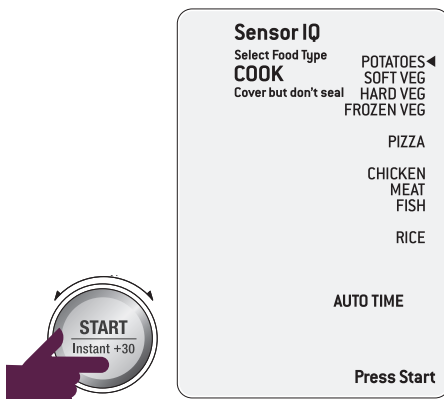 Sensor IQ
Select Food Type
COOK
Cover but don't seal
POTATOES
SOFT VEG
HARD VEG
FROZEN VEG
PIZZA
CHICKEN
MEAT
FISH
RICE
AUTO TIME
Press Start
START
Instant +30